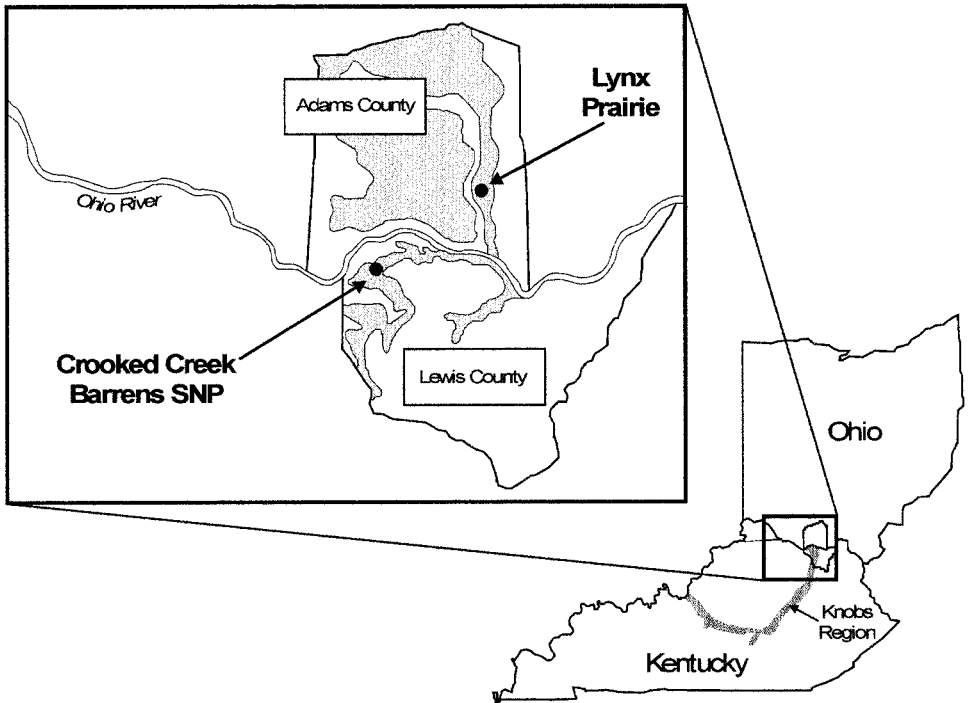 Lynx
Prairie
Adams County
Ohio River
Crooked Creek
Barrens SNP
Lewis County
Ohio
Knobs
Region
Kentucky